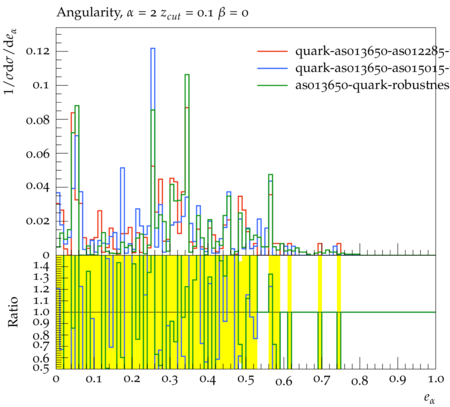 Angularity, α = 2 z_cut = 0.1 β = 0
1/σdσ/de_α
0.12
0.1
0.08
0.06
0.04
0.02
0
quark-as013650-as012285-
quark-as013650-as015015-
as013650-quark-robustnes
Ratio
1.4
1.3
1.2
1.1
1.0
0.9
0.8
0.7
0.6
0.5
0 0.1 0.2 0.3 0.4 0.5 0.6 0.7 0.8 0.9 1.0
e_α